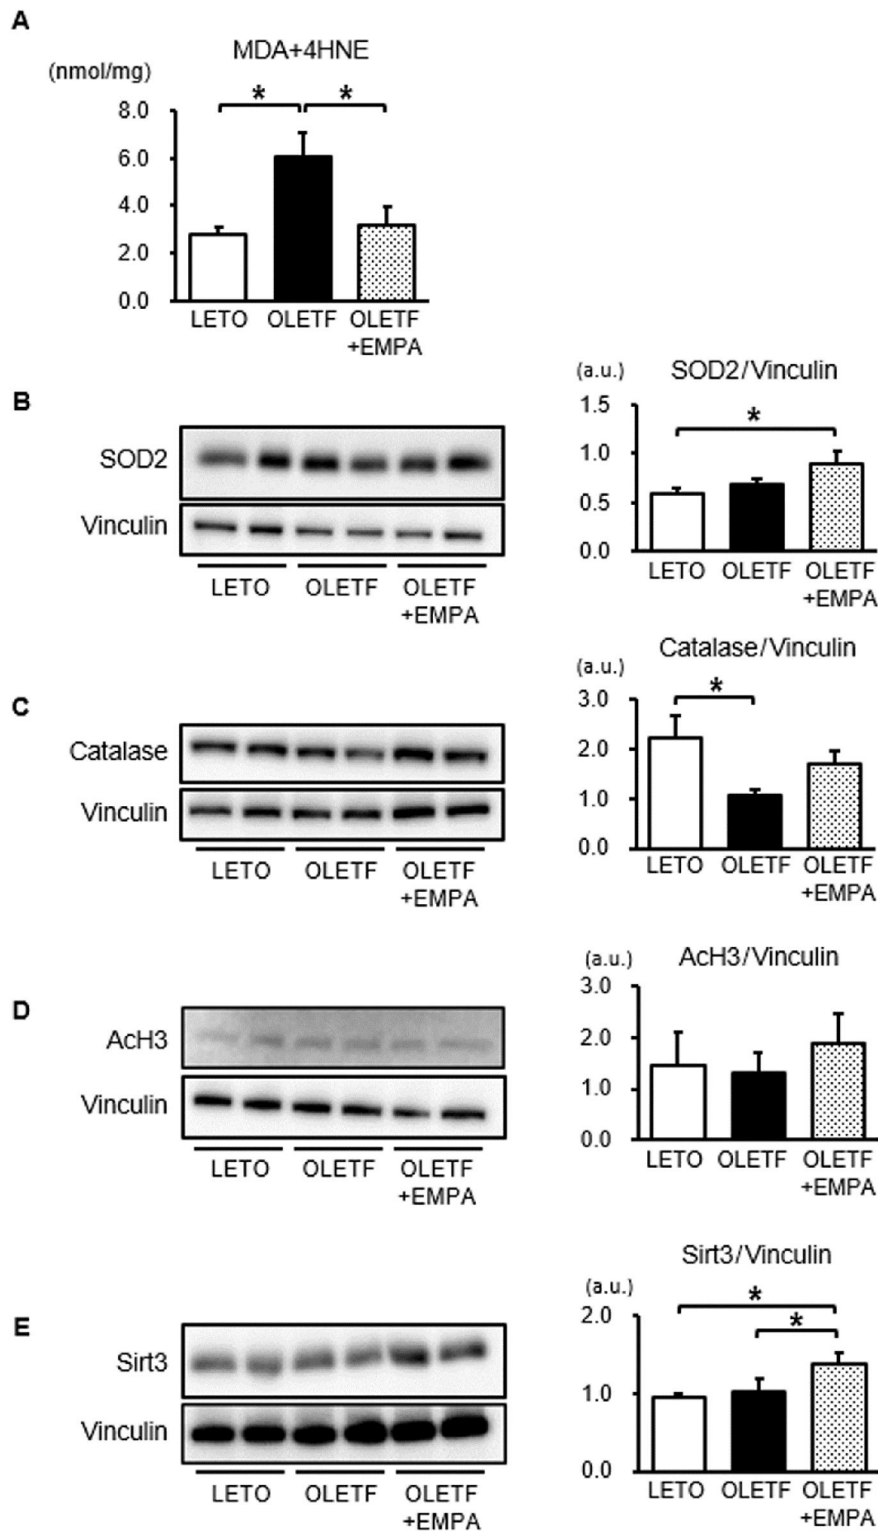 A
MDA+4HNE
(nmol/mg)
* *
8.0
6.0
4.0
2.0
0.0
LETO OLETF OLETF
+EMPA
B
SOD2
Vinculin
LETO OLETF OLETF
+EMPA
(a.u.) SOD2/Vinculin
1.5
*
1.0
0.5
0.0
LETO OLETF OLETF
+EMPA
C
Catalase
Vinculin
LETO OLETF OLETF
+EMPA
Catalase/Vinculin
(a.u.)
3.0
*
2.0
1.0
0.0
LETO OLETF OLETF
+EMPA
D
AcH3
Vinculin
LETO OLETF OLETF
+EMPA
(a.u.) AcH3/Vinculin
3.0
2.0
1.0
0.0
LETO OLETF OLETF
+EMPA
E
Sirt3
Vinculin
LETO OLETF OLETF
+EMPA
Sirt3/Vinculin
(a.u.)
2.0
*
*
1.0
0.0
LETO OLETF OLETF
+EMPA